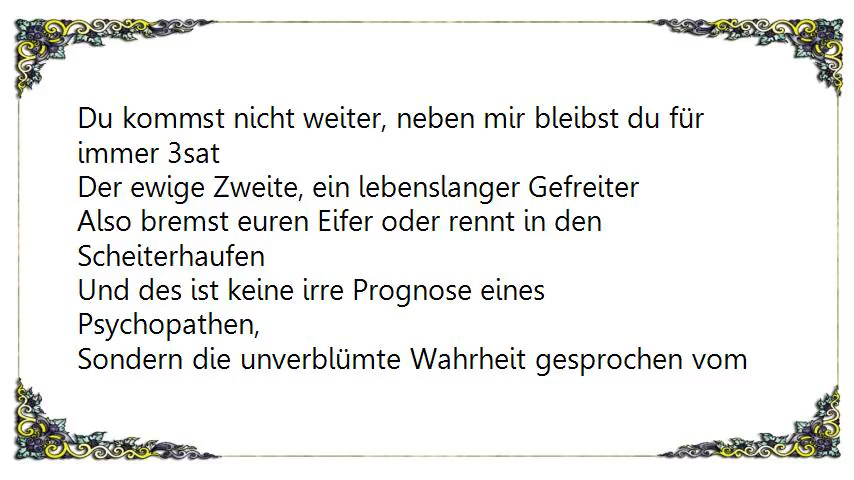 Du kommst nicht weiter, neben mir bleibst du für
immer 3sat
Der ewige Zweite, ein lebenslanger Gefreiter
Also bremst euren Eifer oder rennt in den
Scheiterhaufen
Und des ist keine irre Prognose eines
Psychopathen,
Sondern die unverblümte Wahrheit gesprochen vom